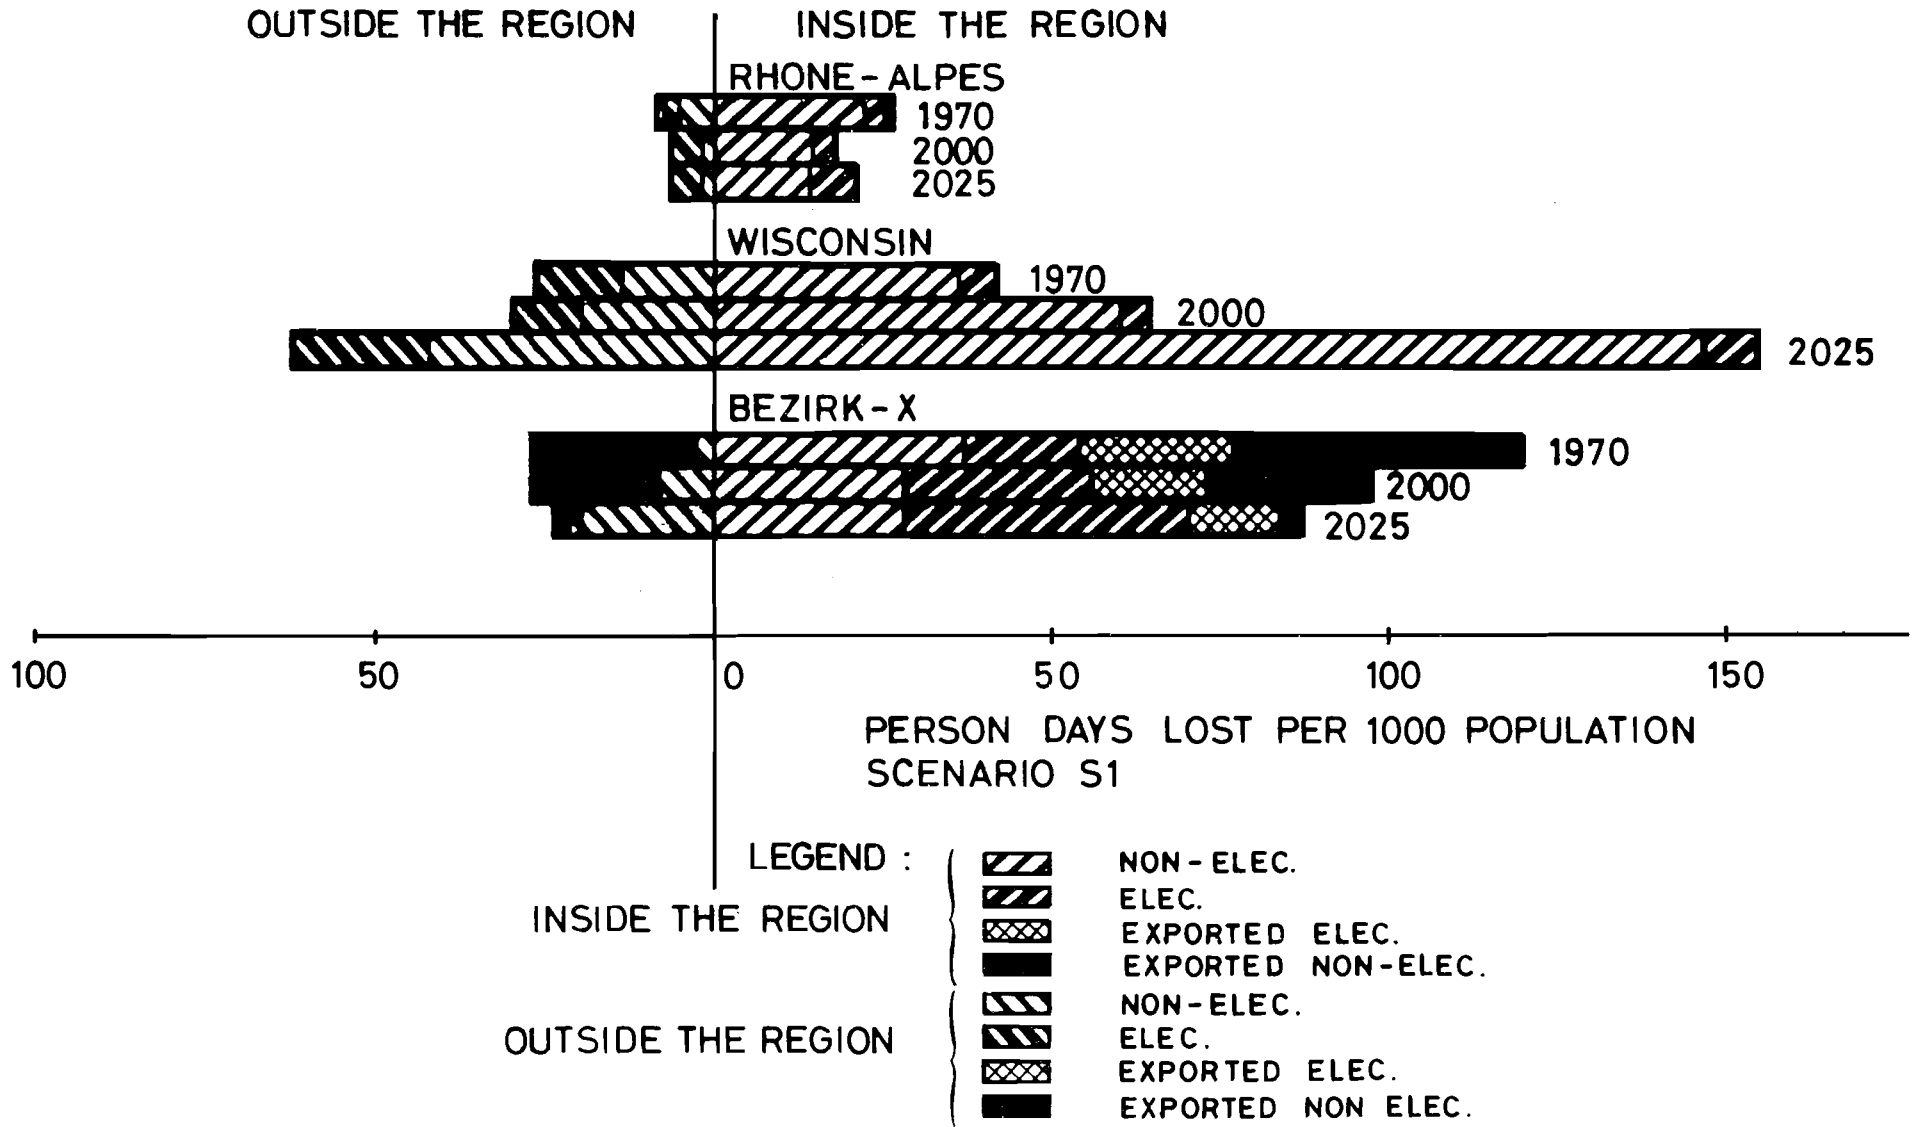 OUTSIDE THE REGION INSIDE THE REGION
RHONE-ALPES
1970
2000
2025
WISCONSIN
1970
2000
2025
BEZIRK-X
1970
2000
2025
100 50 0 50 100 150
PERSON DAYS LOST PER 1000 POPULATION
SCENARIO S1
LEGEND :
INSIDE THE REGION
NON-ELEC.
ELEC.
EXPORTED ELEC.
EXPORTED NON-ELEC.
OUTSIDE THE REGION
NON-ELEC.
ELEC.
EXPORTED ELEC.
EXPORTED NON ELEC.